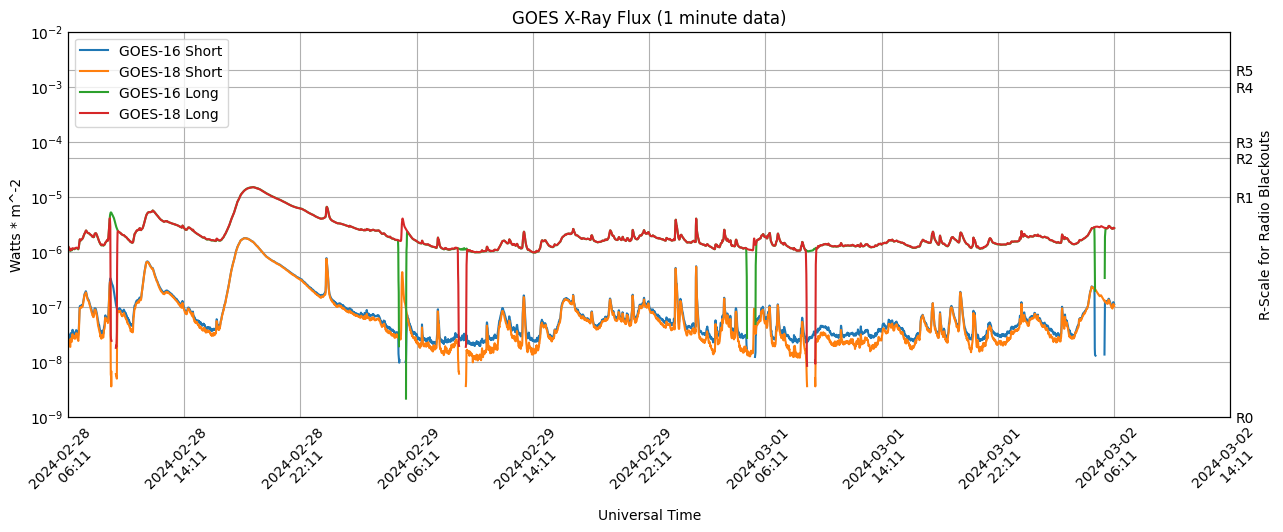 GOES X-Ray Flux (1 minute data)
GOES-16 Short
GOES-18 Short
GOES-16 Long
GOES-18 Long
10^-2
10^-3
10^-4
10^-5
10^-6
10^-7
10^-8
10^-9
Watts * m^-2
R5
R4
R3
R2
R1
R0
R-Scale for Radio Blackouts
2024-02-28
06:11
2024-02-28
14:11
2024-02-28
22:11
2024-02-29
06:11
2024-02-29
14:11
2024-02-29
22:11
2024-03-01
06:11
2024-03-01
14:11
2024-03-01
22:11
2024-03-02
06:11
2024-03-02
14:11
Universal Time